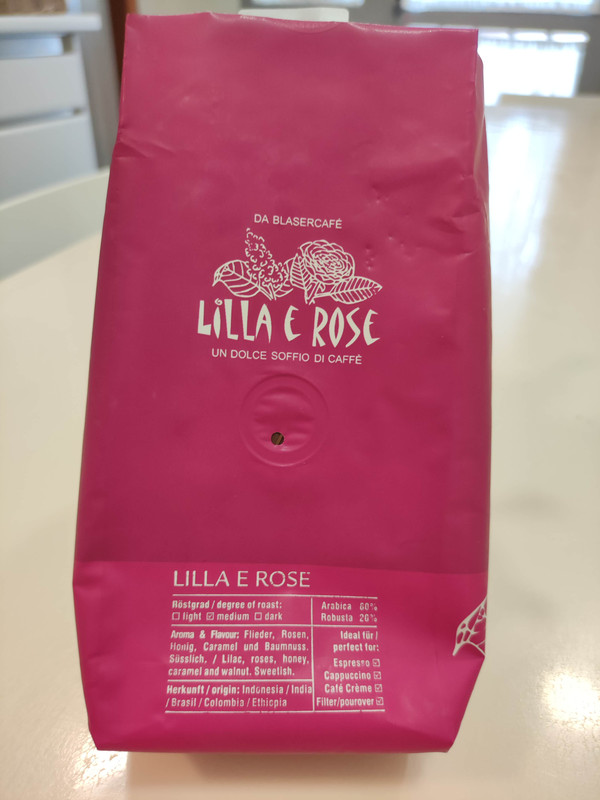 DA BLASERCAFÉ
LILLA E ROSE
UN DOLCE SOFFIO DI CAFFÈ
LILLA E ROSE
Röstgrad / degree of roast:
☐ light ☑ medium ☐ dark
Aroma & Flavour: Flieder, Rosen,
Honig, Caramel und Baumnuss.
Süsslich. / Lilac, roses, honey,
caramel and walnut. Sweetish.
Herkunft / origin: Indonesia / India
/ Brasil / Colombia / Ethiopia
Arabica
Robusta
Ideal für /
perfect for:
Espresso ☑
Cappuccino ☑
Café Crème ☑
Filter/pourover ☑